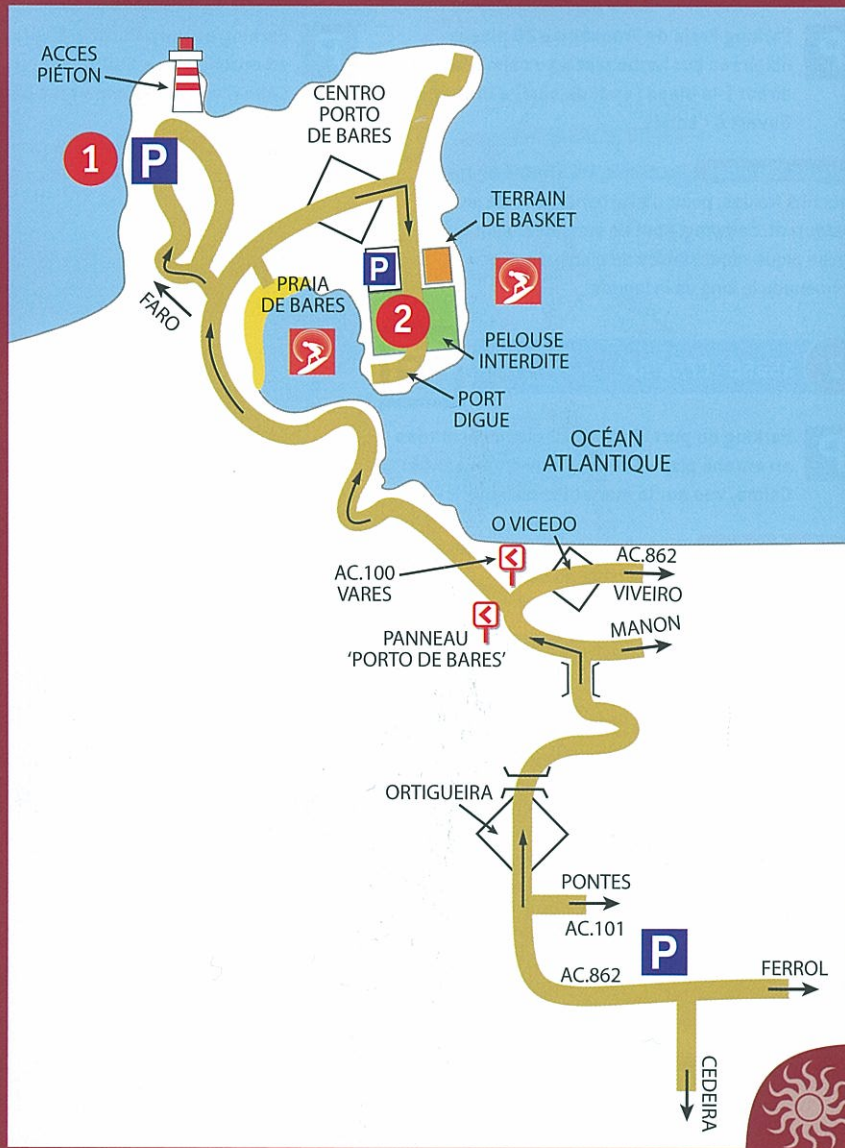 ACCES
PIÉTON
1
P
CENTRO
PORTO
DE BARES
TERRAIN
DE BASKET
P
FARO
PRAIA
DE BARES
2
PELOUSE
INTERDITE
PORT
DIGUE
OCÉAN
ATLANTIQUE
O VICEDO
AC.862
VIVEIRO
AC.100
VARES
MANON
PANNEAU
'PORTO DE BARES'
ORTIGUEIRA
PONTES
AC.101
P
AC.862
FERROL
CEDEIRA